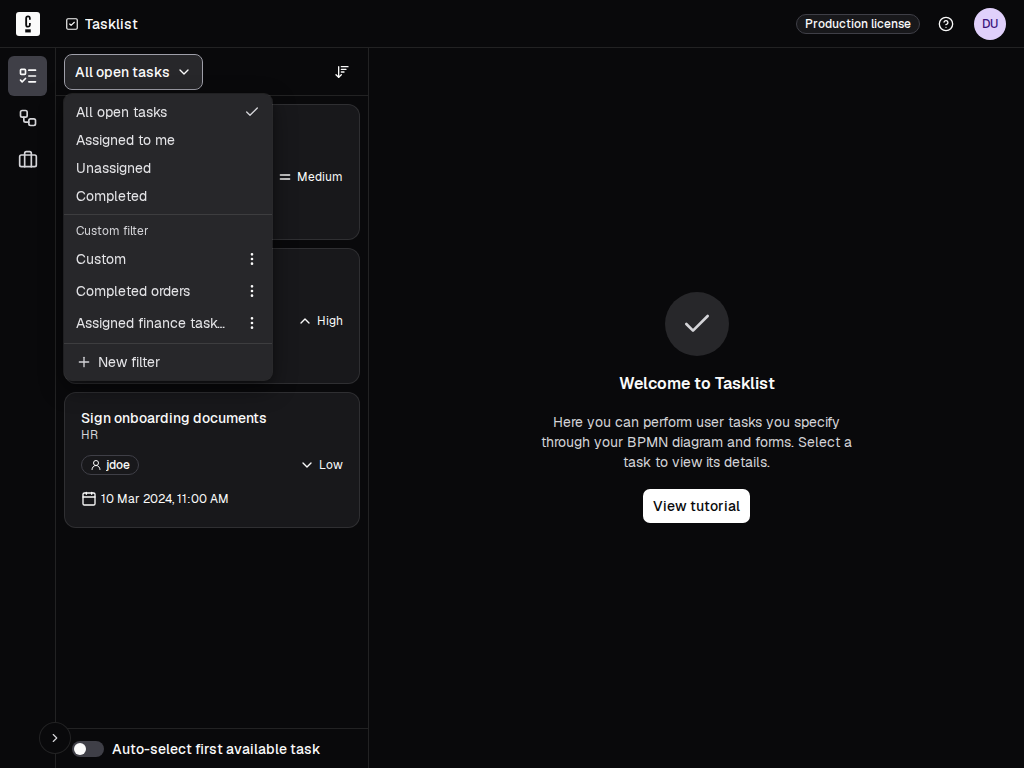 Tasklist
Production license
DU
All open tasks
All open tasks
Assigned to me
Unassigned
Completed
Custom filter
Custom
Completed orders
Assigned finance task...
New filter
Medium
High
Sign onboarding documents
HR
jdoe
Low
10 Mar 2024, 11:00 AM
Auto-select first available task
Welcome to Tasklist
Here you can perform user tasks you specify
through your BPMN diagram and forms. Select a
task to view its details.
View tutorial